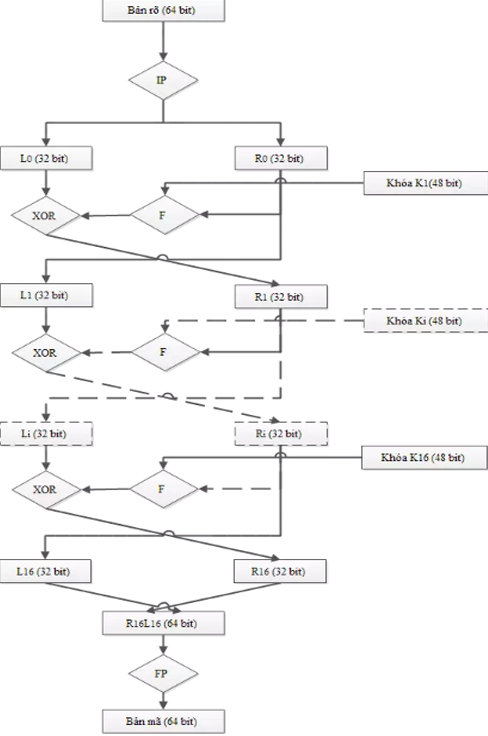 Bản rõ (64 bit)
IP
L0 (32 bit)
R0 (32 bit)
Khóa K1(48 bit)
XOR
F
L1 (32 bit)
R1 (32 bit)
Khóa Ki (48 bit)
XOR
F
Li (32 bit)
Ri (32 bit)
Khóa K16 (48 bit)
XOR
F
L16 (32 bit)
R16 (32 bit)
R16L16 (64 bit)
FP
Bản mã (64 bit)